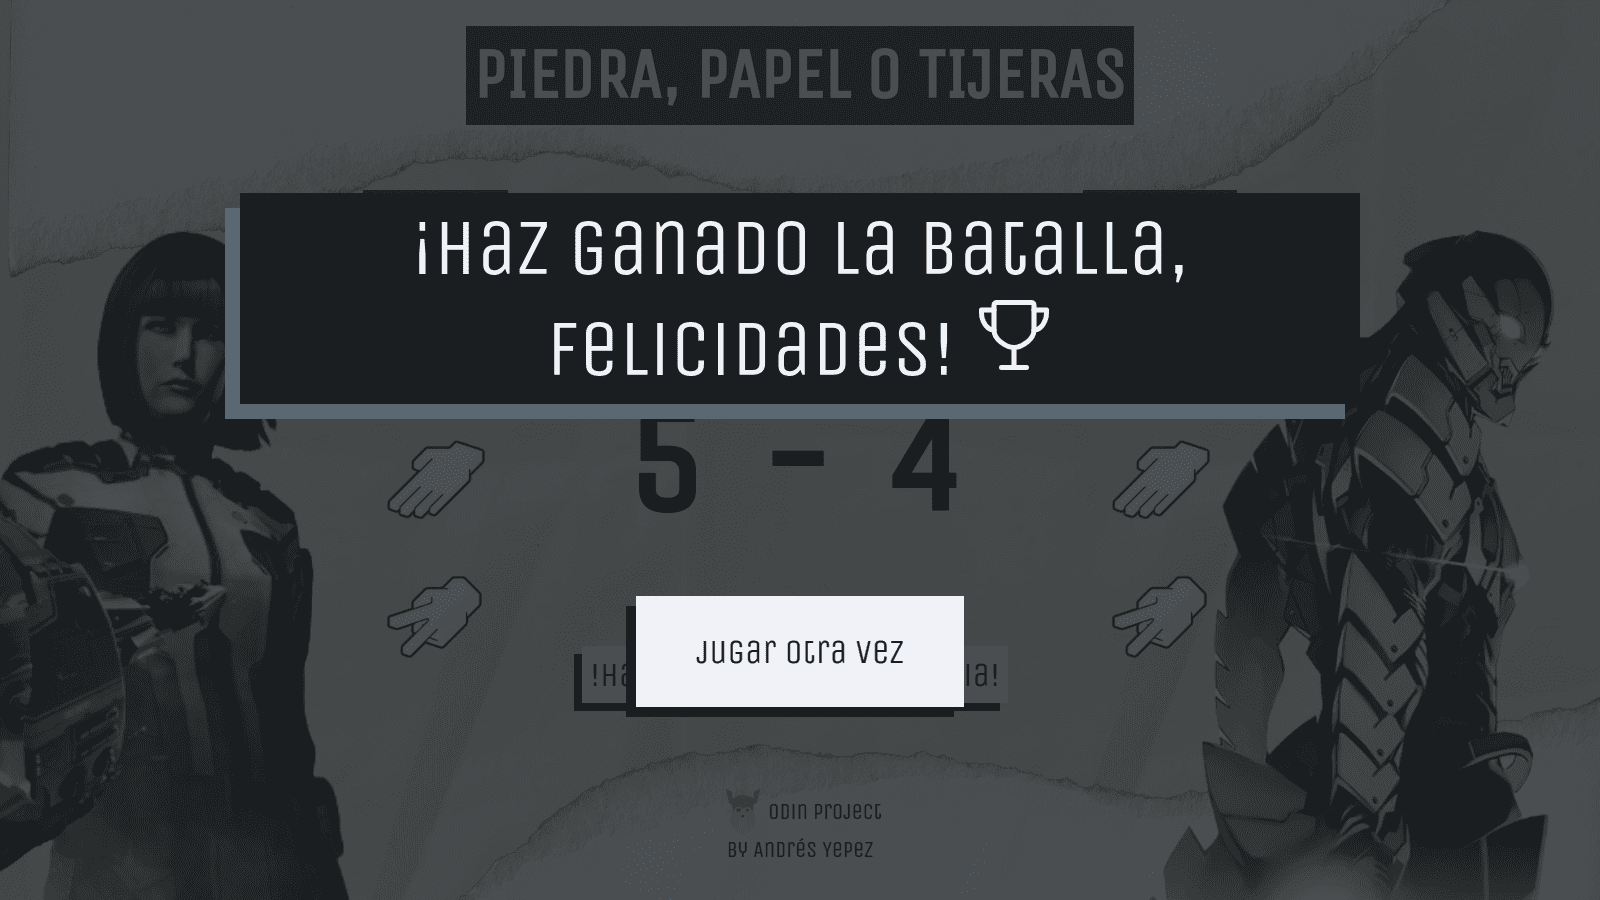 PIEDRA, PAPEL O TIJERAS
¡Haz ganado la batalla,
felicidades!
5 - 4
Jugar otra vez
Odin Project
By Andrés Yepez